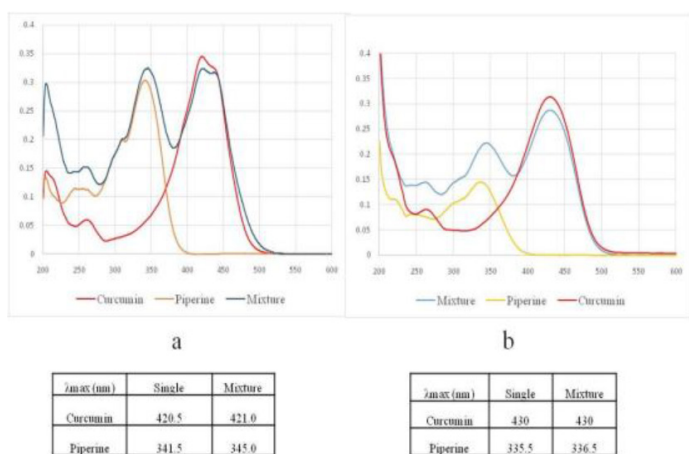 0.4
0.35
0.3
0.25
0.2
0.15
0.1
0.05
0
200 250 300 350 400 450 500 550 600
Curcumin Piperine Mixture
a
0.4
0.35
0.3
0.25
0.2
0.15
0.1
0.05
0
200 250 300 350 400 450 500 550 600
Mixture Piperine Curcumin
b
λmax (nm) Single Mixture
Curcumin 420.5 421.0
Piperine 341.5 345.0
λmax (nm) Single Mixture
Curcumin 430 430
Piperine 335.5 336.5